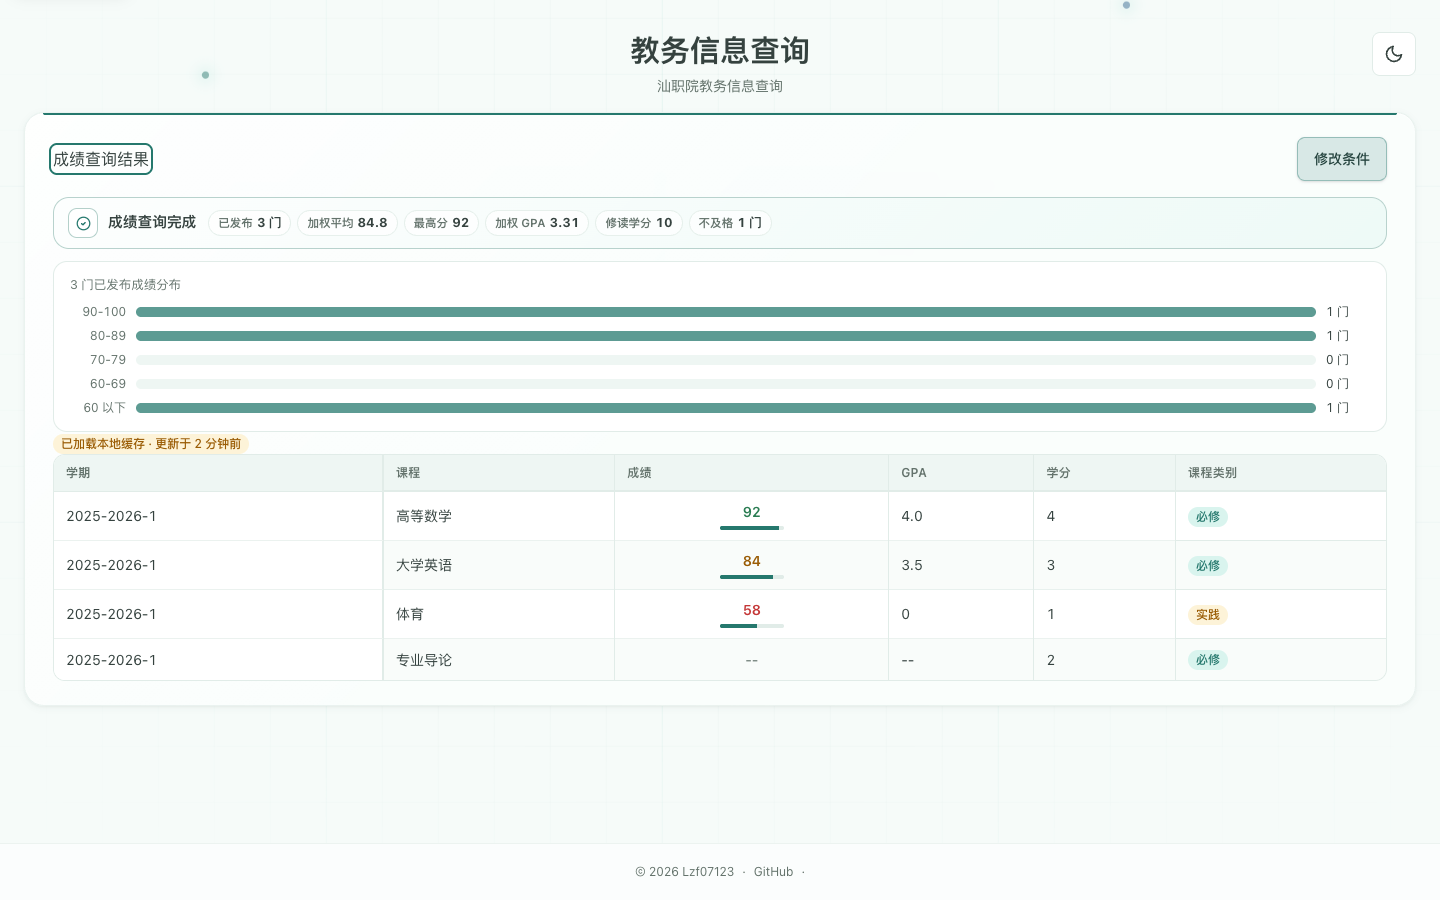 教务信息查询
汕职院教务信息查询
成绩查询结果
修改条件
成绩查询完成 已发布 3 门 加权平均 84.8 最高分 92 加权 GPA 3.31 修读学分 10 不及格 1 门
3 门已发布成绩分布
90-100 1 门
80-89 1 门
70-79 0 门
60-69 0 门
60 以下 1 门
已加载本地缓存 · 更新于 2 分钟前
学期 课程 成绩 GPA 学分 课程类别
2025-2026-1 高等数学 92 4.0 4 必修
2025-2026-1 大学英语 84 3.5 3 必修
2025-2026-1 体育 58 0 1 实践
2025-2026-1 专业导论 -- -- 2 必修
© 2026 Lzf07123 · GitHub ·